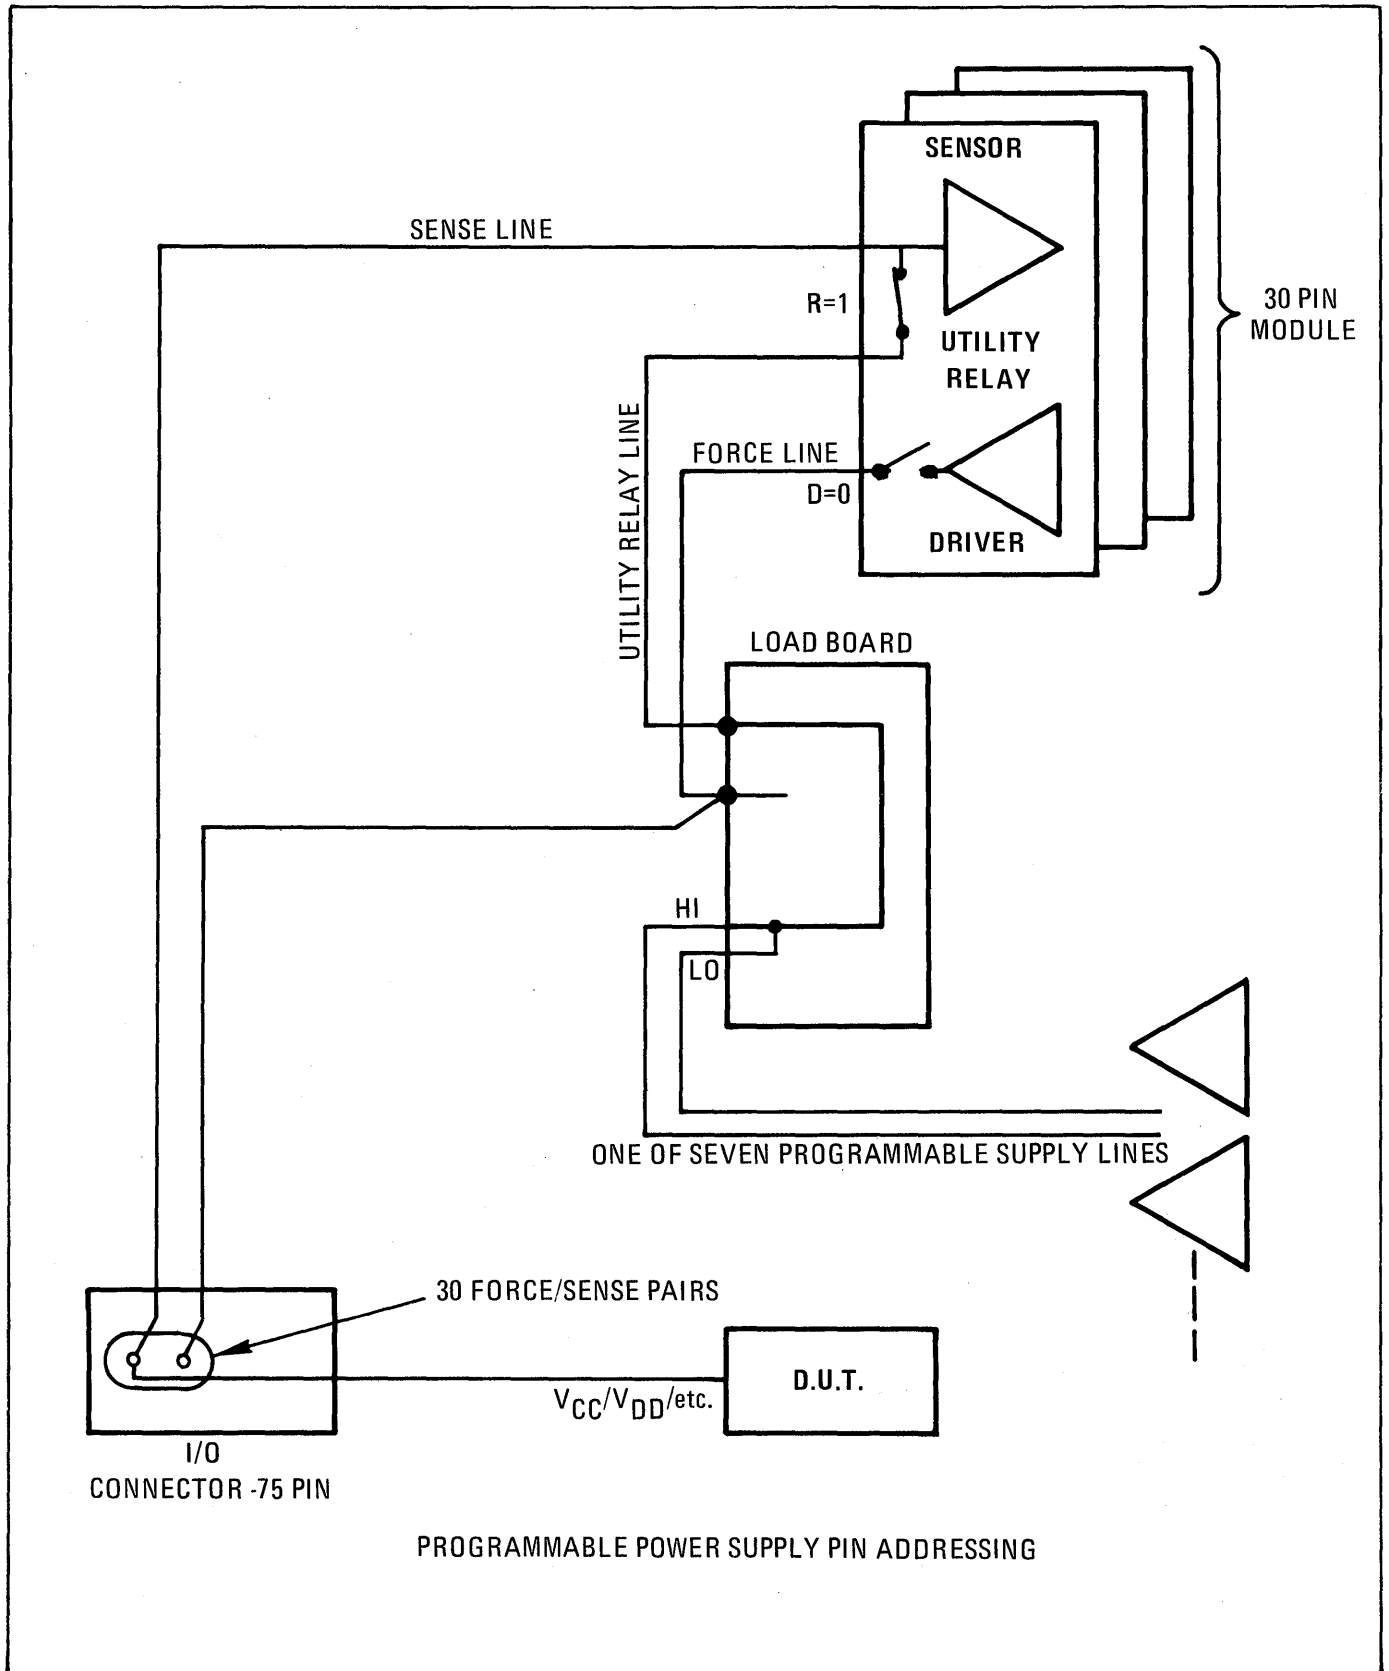 SENSOR
SENSE LINE
R=1
30 PIN
MODULE
UTILITY
RELAY
UTILITY RELAY LINE
FORCE LINE
D=0
DRIVER
LOAD BOARD
HI
LO
ONE OF SEVEN PROGRAMMABLE SUPPLY LINES
30 FORCE/SENSE PAIRS
D.U.T.
VCC/VDD/etc.
I/O
CONNECTOR -75 PIN
PROGRAMMABLE POWER SUPPLY PIN ADDRESSING